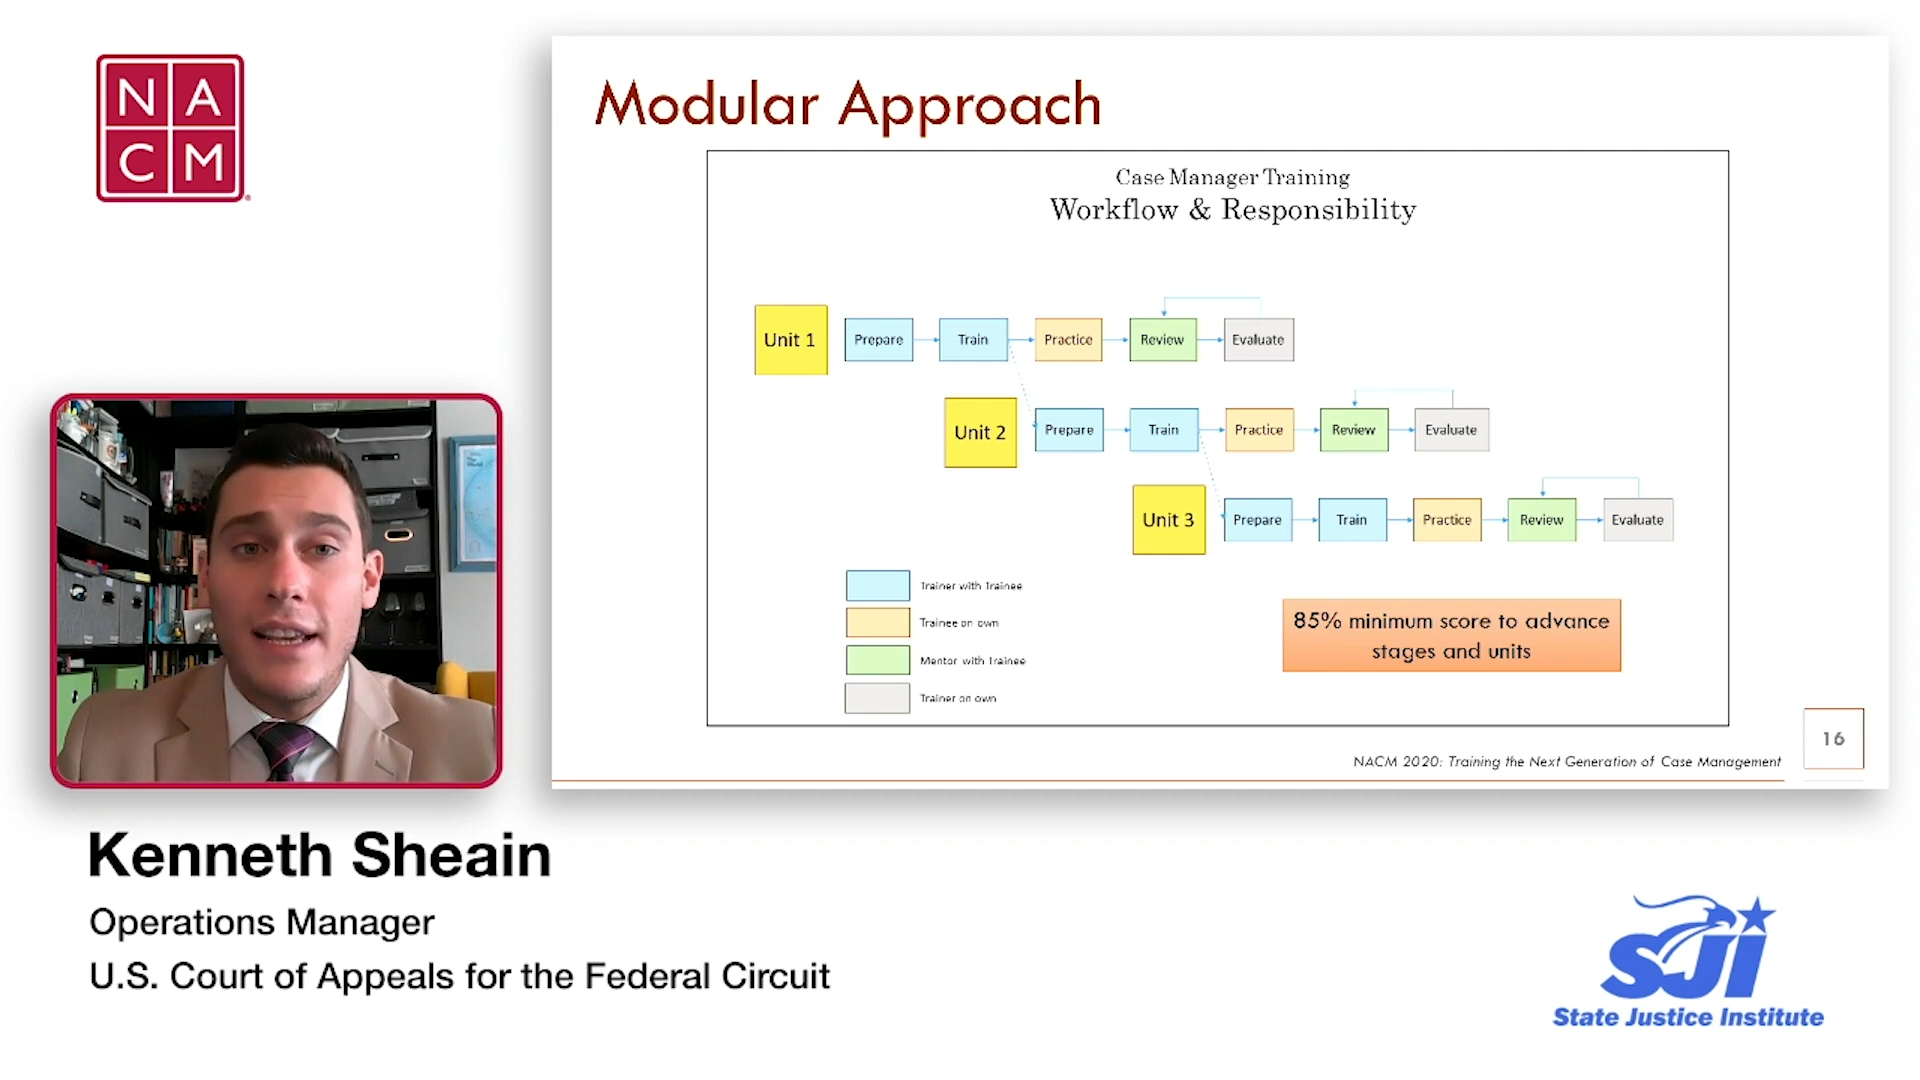 N A
C M
Modular Approach
Case Manager Training
Workflow & Responsibility
Unit 1
Prepare
Train
Practice
Review
Evaluate
Unit 2
Prepare
Train
Practice
Review
Evaluate
Unit 3
Prepare
Train
Practice
Review
Evaluate
Trainer with Trainee
Trainee on own
Mentor with Trainee
Trainer on own
85% minimum score to advance
stages and units
NACM 2020: Training the Next Generation of Case Management
16
Kenneth Sheain
Operations Manager
U.S. Court of Appeals for the Federal Circuit
SJI
State Justice Institute